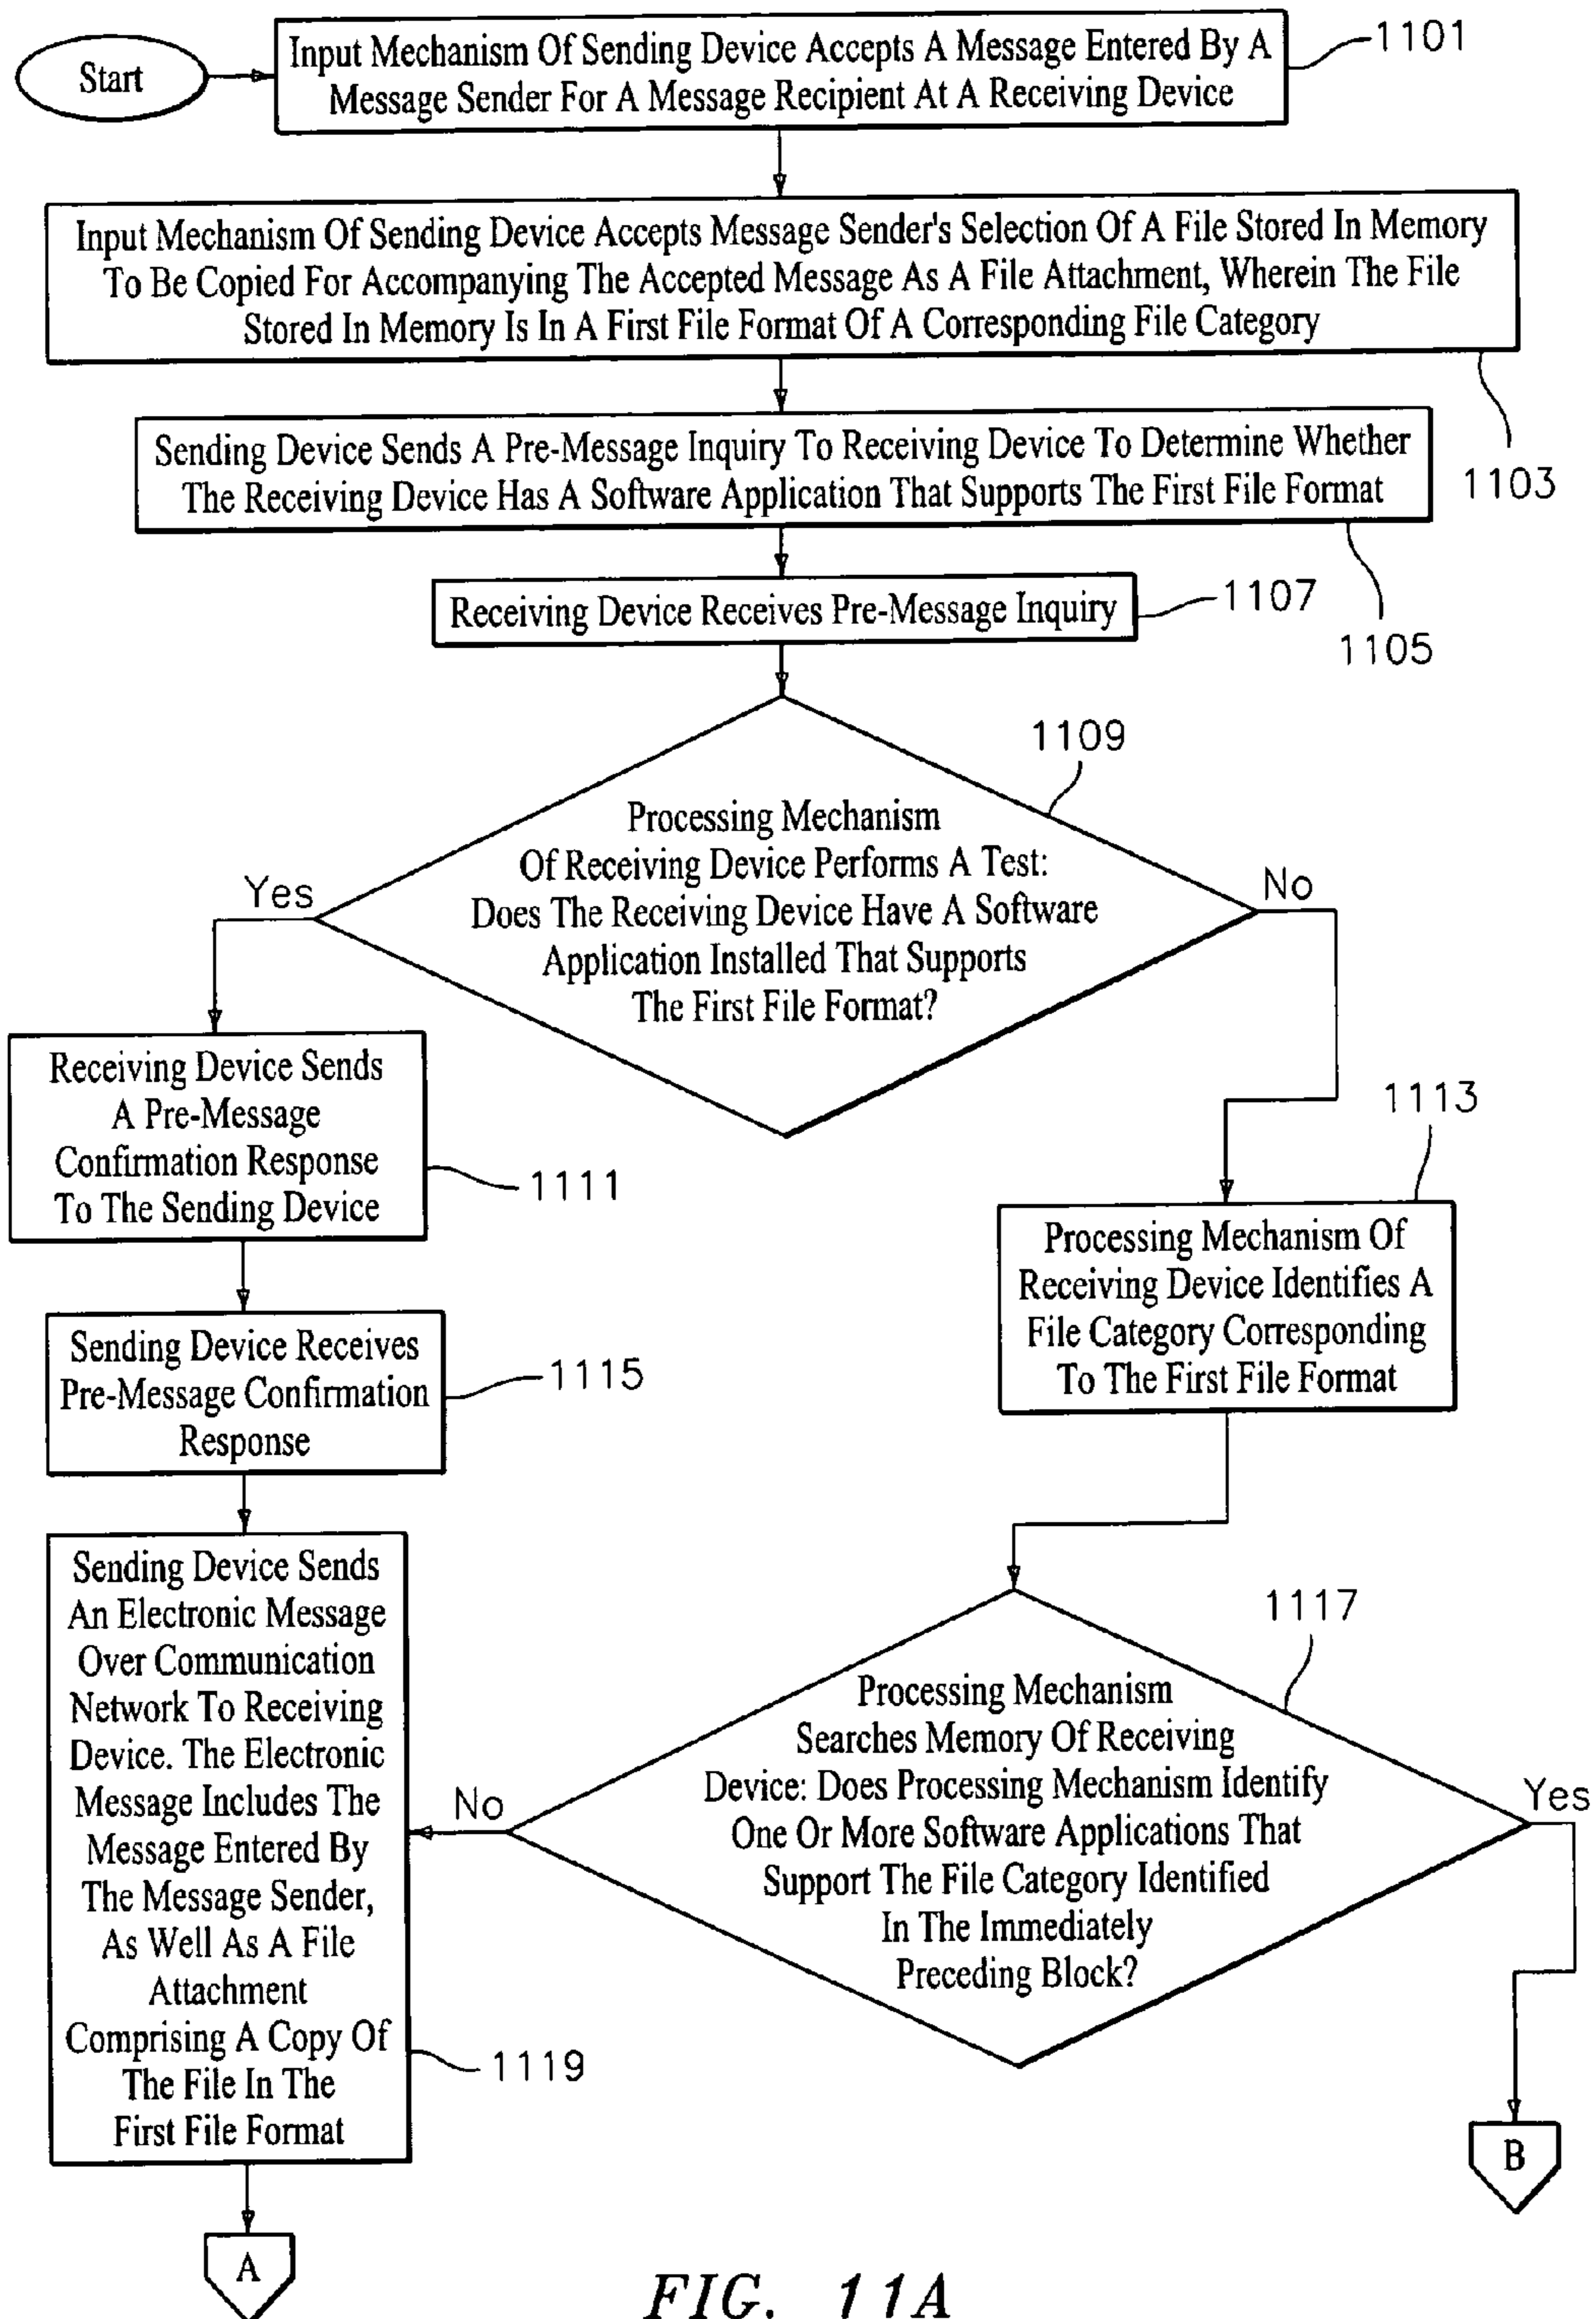 Start
Input Mechanism Of Sending Device Accepts A Message Entered By A
Message Sender For A Message Recipient At A Receiving Device
1101
Input Mechanism Of Sending Device Accepts Message Sender's Selection Of A File Stored In Memory
To Be Copied For Accompanying The Accepted Message As A File Attachment, Wherein The File
Stored In Memory Is In A First File Format Of A Corresponding File Category
1103
Sending Device Sends A Pre-Message Inquiry To Receiving Device To Determine Whether
The Receiving Device Has A Software Application That Supports The First File Format
1105
Receiving Device Receives Pre-Message Inquiry
1107
1109
Processing Mechanism
Of Receiving Device Performs A Test:
Does The Receiving Device Have A Software
Application Installed That Supports
The First File Format?
Yes
No
Receiving Device Sends
A Pre-Message
Confirmation Response
To The Sending Device
1111
1113
Processing Mechanism Of
Receiving Device Identifies A
File Category Corresponding
To The First File Format
Sending Device Receives
Pre-Message Confirmation
Response
1115
1117
Processing Mechanism
Searches Memory Of Receiving
Device: Does Processing Mechanism Identify
One Or More Software Applications That
Support The File Category Identified
In The Immediately
Preceding Block?
No
Yes
Sending Device Sends
An Electronic Message
Over Communication
Network To Receiving
Device. The Electronic
Message Includes The
Message Entered By
The Message Sender,
As Well As A File
Attachment
Comprising A Copy Of
The File In The
First File Format
1119
B
A
FIG. 11A